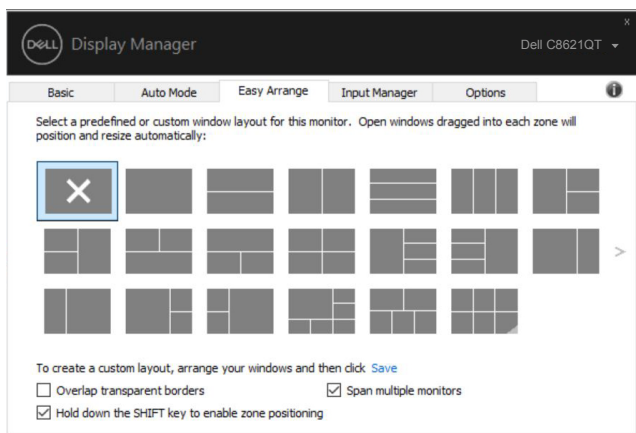 x
DELL Display Manager
Dell C8621QT
Basic Auto Mode Easy Arrange Input Manager Options
Select a predefined or custom window layout for this monitor. Open windows dragged into each zone will
position and resize automatically:
To create a custom layout, arrange your windows and then click Save
Overlap transparent borders Span multiple monitors
Hold down the SHIFT key to enable zone positioning